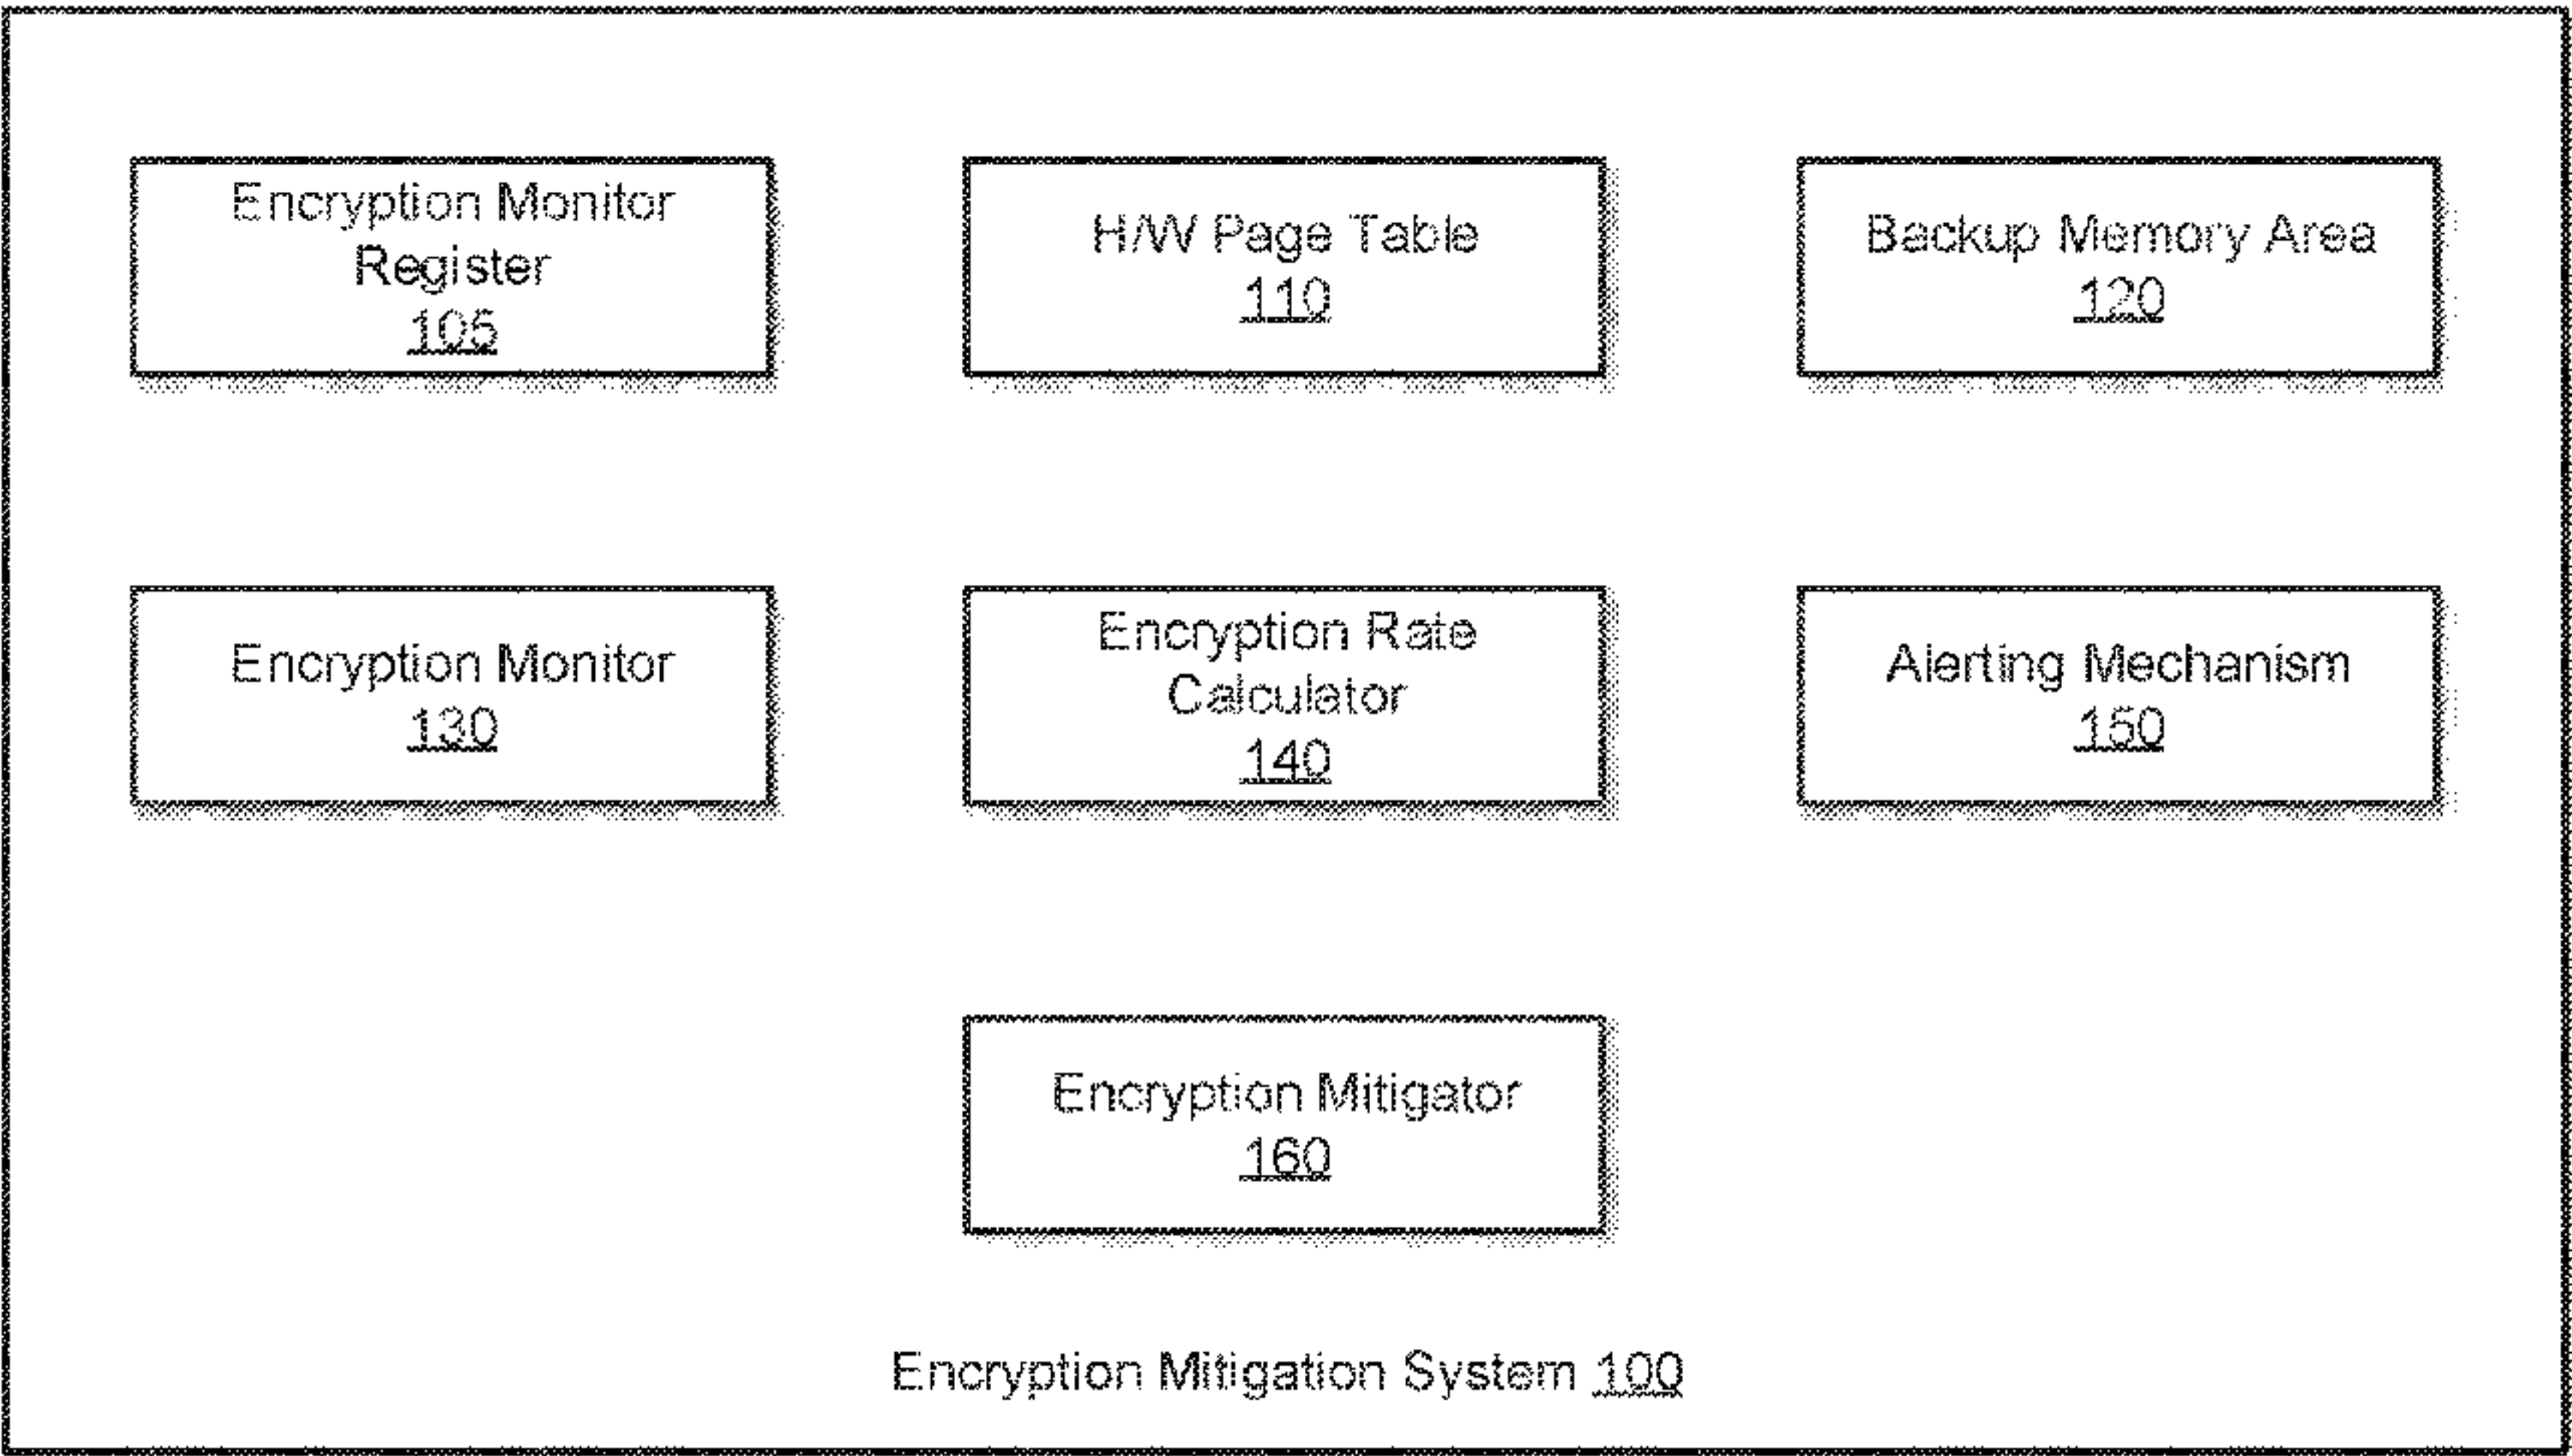 Encryption Monitor
Register
105
H/W Page Table
110
Backup Memory Area
120
Encryption Monitor
130
Encryption Rate
Calculator
140
Alerting Mechanism
150
Encryption Mitigator
160
Encryption Mitigation System 100